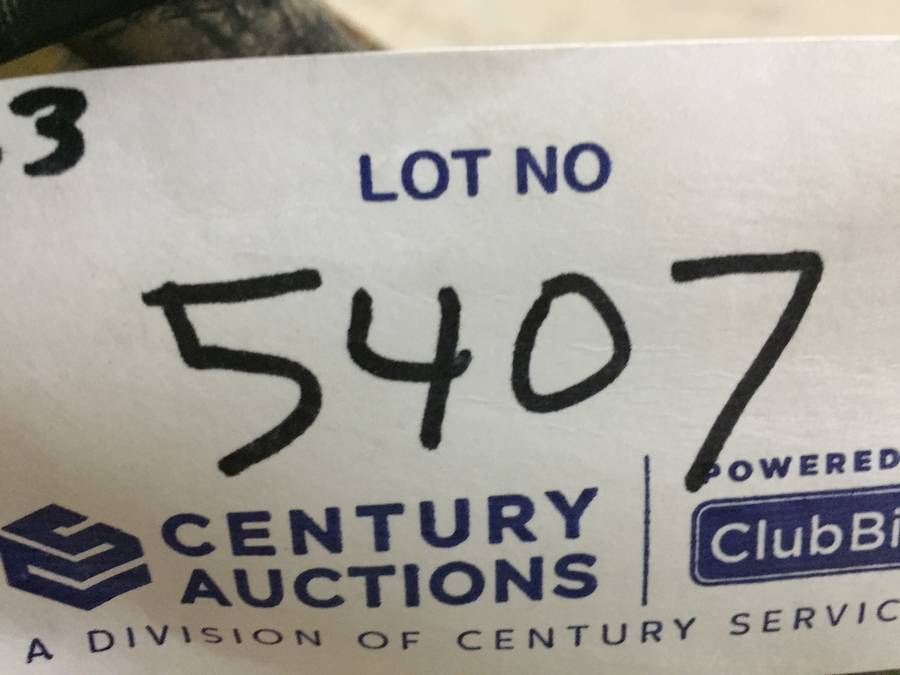 3
LOT NO
5407
CENTURY
AUCTIONS
POWERED
ClubBi
A DIVISION OF CENTURY SERVIC